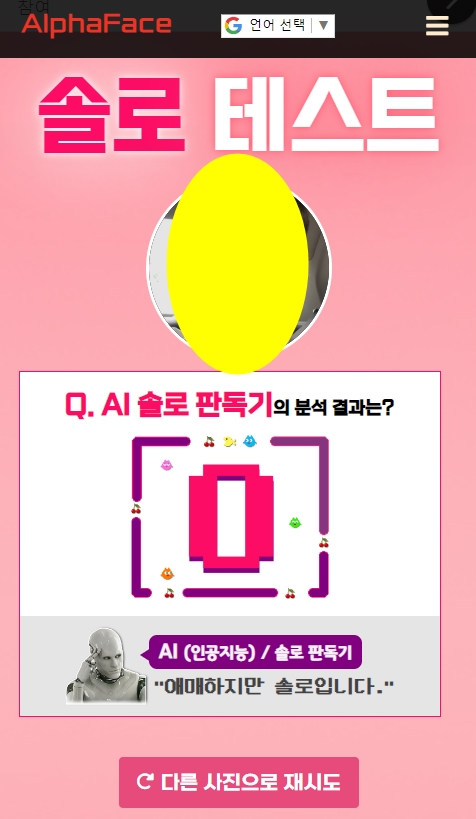 참여
AlphaFace
언어 선택 ▼
솔로 테스트
Q. AI 솔로 판독기의 분석 결과는?
0
AI (인공지능) / 솔로 판독기
"애매하지만 솔로입니다."
다른 사진으로 재시도